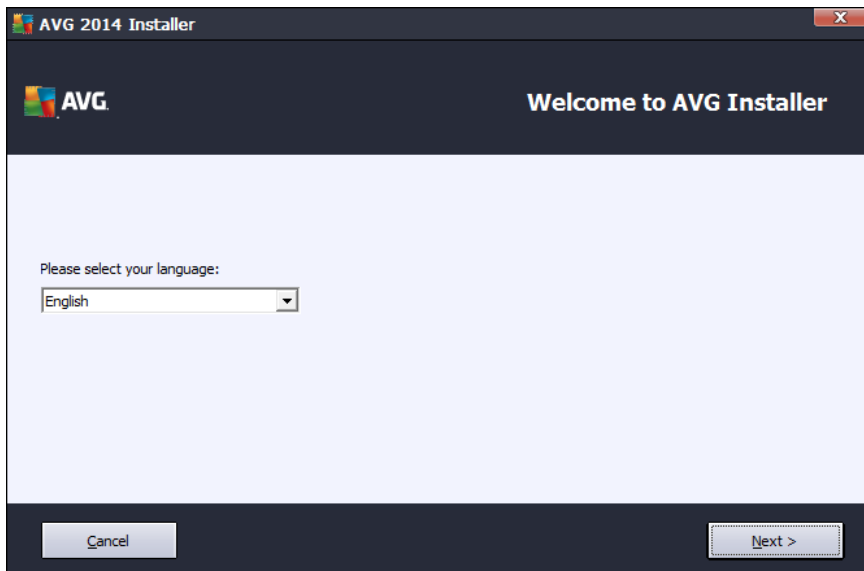 AVG 2014 Installer
AVG.
Welcome to AVG Installer
Please select your language:
English
Cancel
Next >